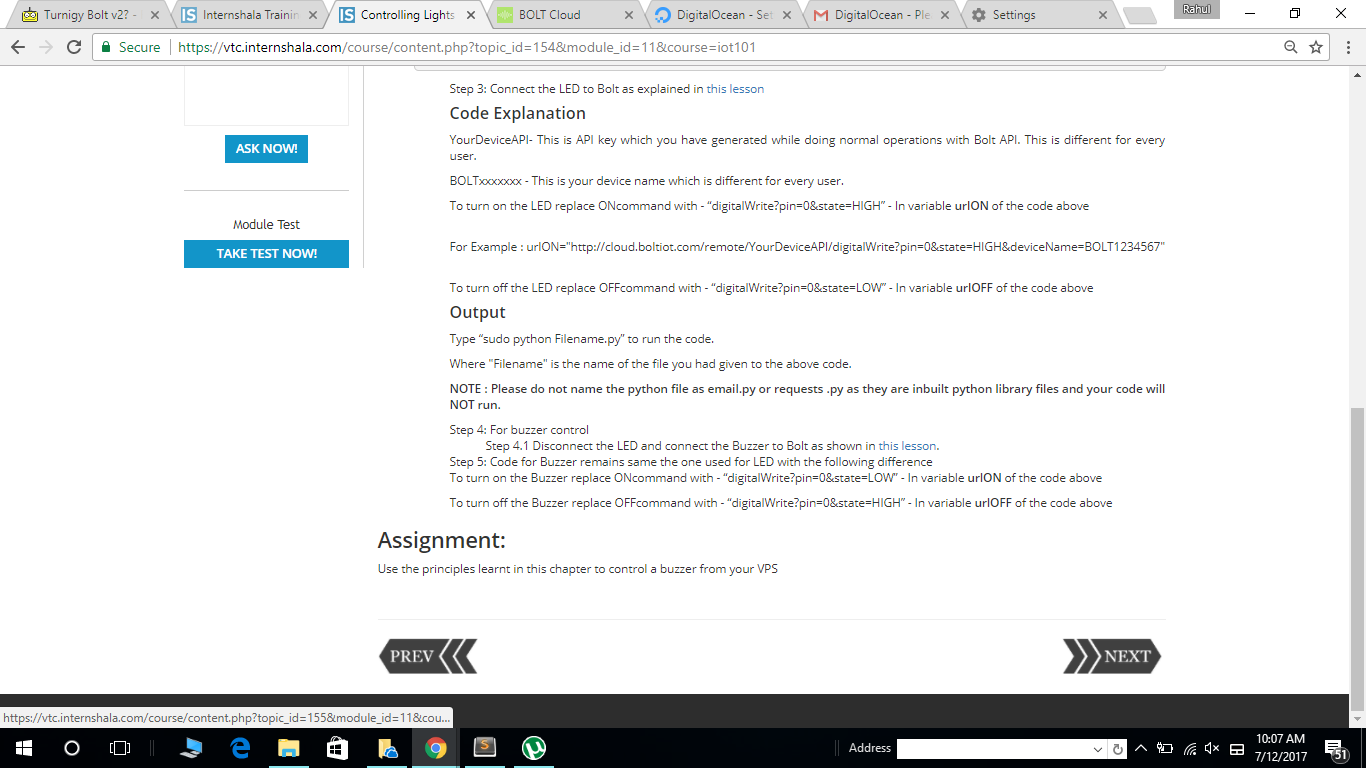 Turnigy Bolt v2? -
Internshala Trainin
Controlling Lights
BOLT Cloud
DigitalOcean - Set
DigitalOcean - Ple
Settings
Rahul
Secure
https://vtc.internshala.com/course/content.php?topic_id=154&module_id=11&course=iot101
Step 3: Connect the LED to Bolt as explained in this lesson
Code Explanation
ASK NOW!
YourDeviceAPI- This is API key which you have generated while doing normal operations with Bolt API. This is different for every
user.
BOLTxxxxxxx - This is your device name which is different for every user.
To turn on the LED replace ONcommand with - “digitalWrite?pin=0&state=HIGH” - In variable urlON of the code above
Module Test
TAKE TEST NOW!
For Example : urlON="http://cloud.boltiot.com/remote/YourDeviceAPI/digitalWrite?pin=0&state=HIGH&deviceName=BOLT1234567"
To turn off the LED replace OFFcommand with - “digitalWrite?pin=0&state=LOW” - In variable urlOFF of the code above
Output
Type “sudo python Filename.py” to run the code.
Where "Filename" is the name of the file you had given to the above code.
NOTE : Please do not name the python file as email.py or requests .py as they are inbuilt python library files and your code will
NOT run.
Step 4: For buzzer control
Step 4.1 Disconnect the LED and connect the Buzzer to Bolt as shown in this lesson.
Step 5: Code for Buzzer remains same the one used for LED with the following difference
To turn on the Buzzer replace ONcommand with - “digitalWrite?pin=0&state=LOW” - In variable urlON of the code above
To turn off the Buzzer replace OFFcommand with - “digitalWrite?pin=0&state=HIGH” - In variable urlOFF of the code above
Assignment:
Use the principles learnt in this chapter to control a buzzer from your VPS
PREV
NEXT
https://vtc.internshala.com/course/content.php?topic_id=155&module_id=11&cou...
Address
10:07 AM
7/12/2017
51